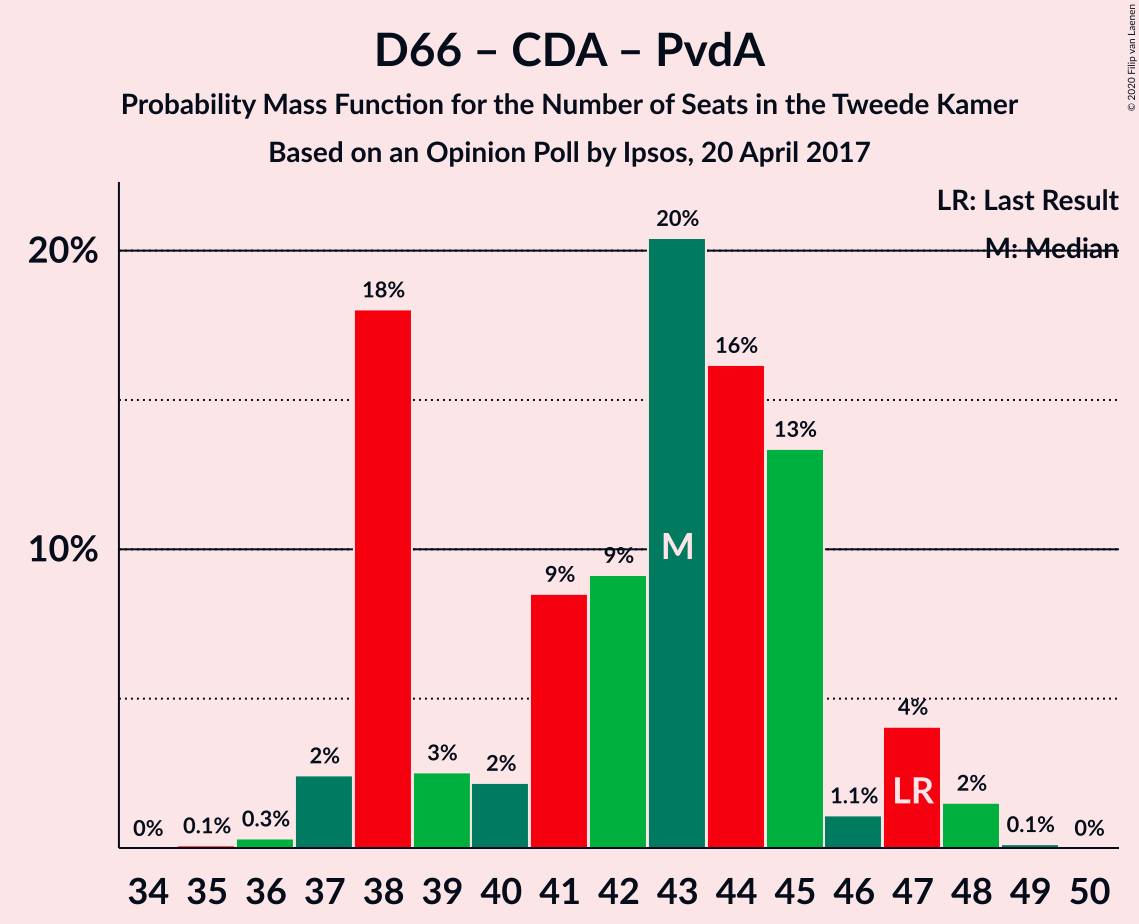 D66 – CDA – PvdA
Probability Mass Function for the Number of Seats in the Tweede Kamer
Based on an Opinion Poll by Ipsos, 20 April 2017
© 2020 Filip van Laenen
LR: Last Result
M: Median
20%
10%
0%
0.1%
0.3%
2%
18%
3%
2%
9%
9%
20%
16%
13%
1.1%
4%
2%
0.1%
0%
M
LR
34 35 36 37 38 39 40 41 42 43 44 45 46 47 48 49 50